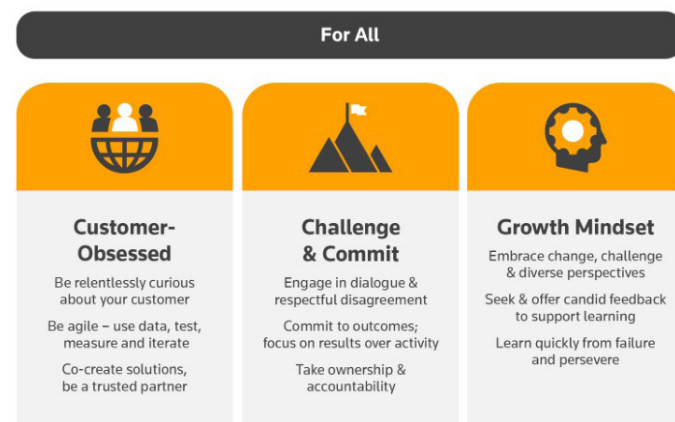 For All
Customer-
Obsessed
Be relentlessly curious
about your customer
Be agile – use data, test,
measure and iterate
Co-create solutions,
be a trusted partner
Challenge
& Commit
Engage in dialogue &
respectful disagreement
Commit to outcomes;
focus on results over activity
Take ownership &
accountability
Growth Mindset
Embrace change, challenge
& diverse perspectives
Seek & offer candid feedback
to support learning
Learn quickly from failure
and persevere